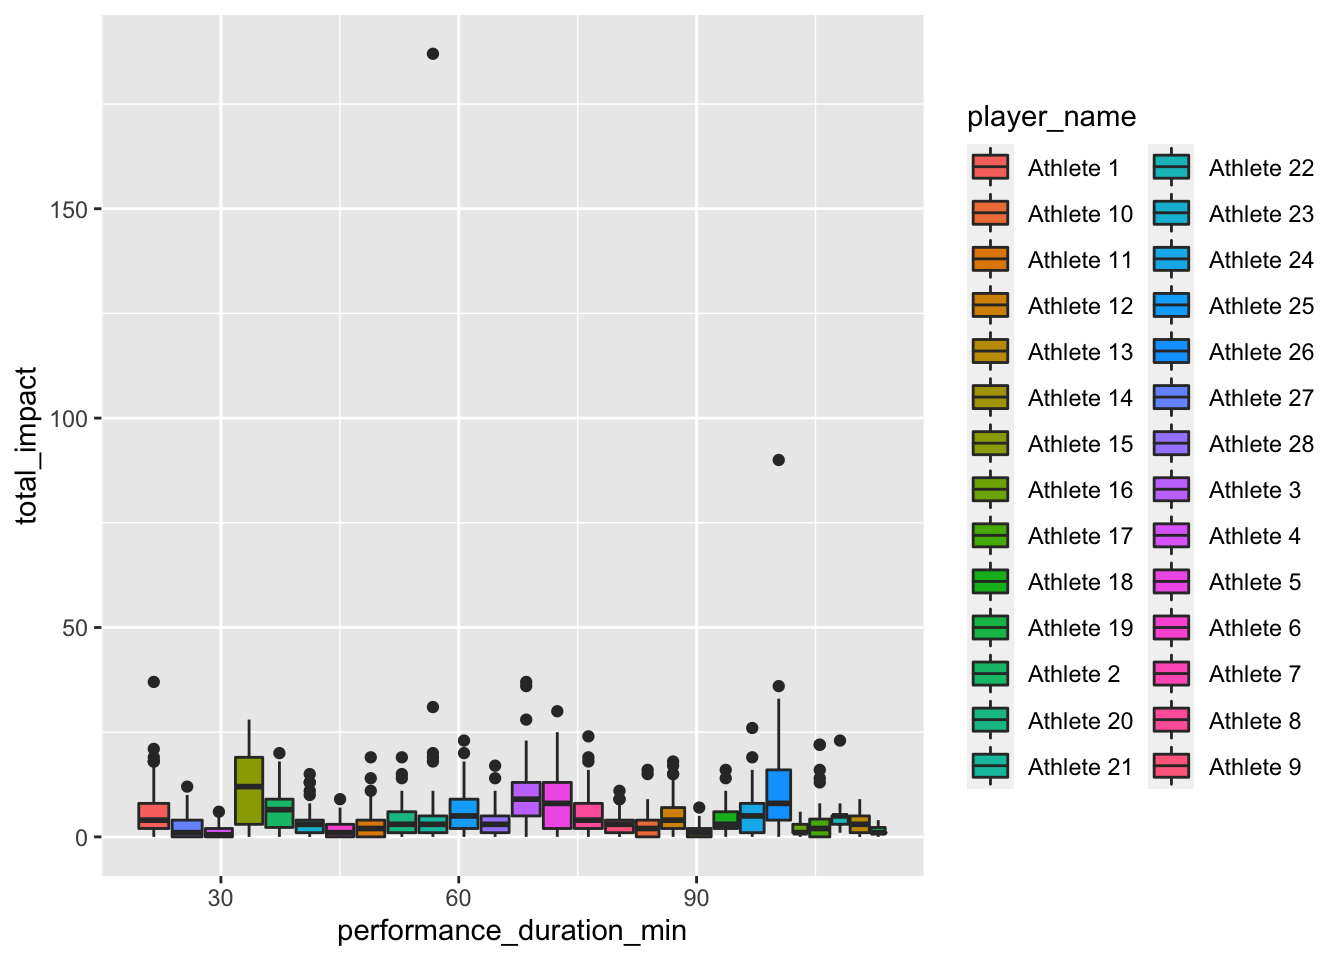 total_impact
150
100
50
0
30
60
90
performance_duration_min
player_name
Athlete 1
Athlete 10
Athlete 11
Athlete 12
Athlete 13
Athlete 14
Athlete 15
Athlete 16
Athlete 17
Athlete 18
Athlete 19
Athlete 2
Athlete 20
Athlete 21
Athlete 22
Athlete 23
Athlete 24
Athlete 25
Athlete 26
Athlete 27
Athlete 28
Athlete 3
Athlete 4
Athlete 5
Athlete 6
Athlete 7
Athlete 8
Athlete 9